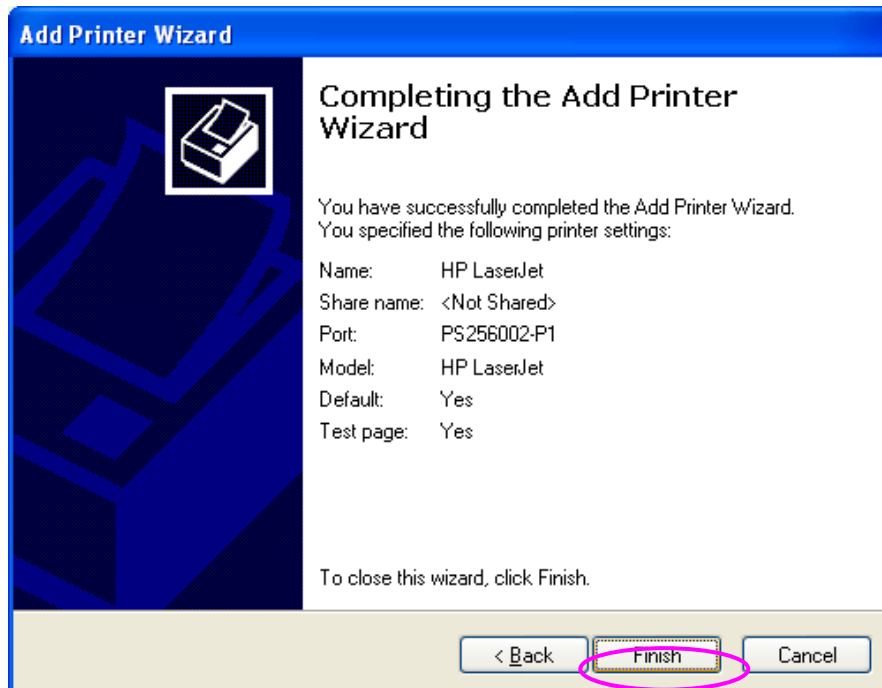 Add Printer Wizard
Completing the Add Printer
Wizard
You have successfully completed the Add Printer Wizard.
You specified the following printer settings:
Name: HP LaserJet
Share name: <Not Shared>
Port: PS256002-P1
Model: HP LaserJet
Default: Yes
Test page: Yes
To close this wizard, click Finish.
< Back Finish Cancel